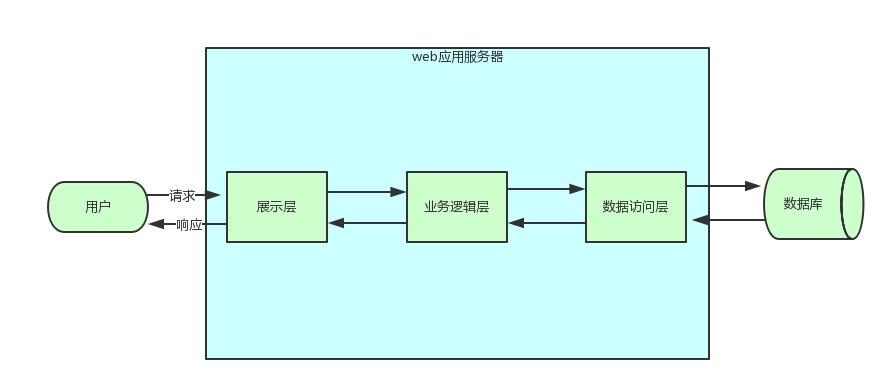 web应用服务器
请求
用户
展示层
业务逻辑层
数据访问层
数据库
响应